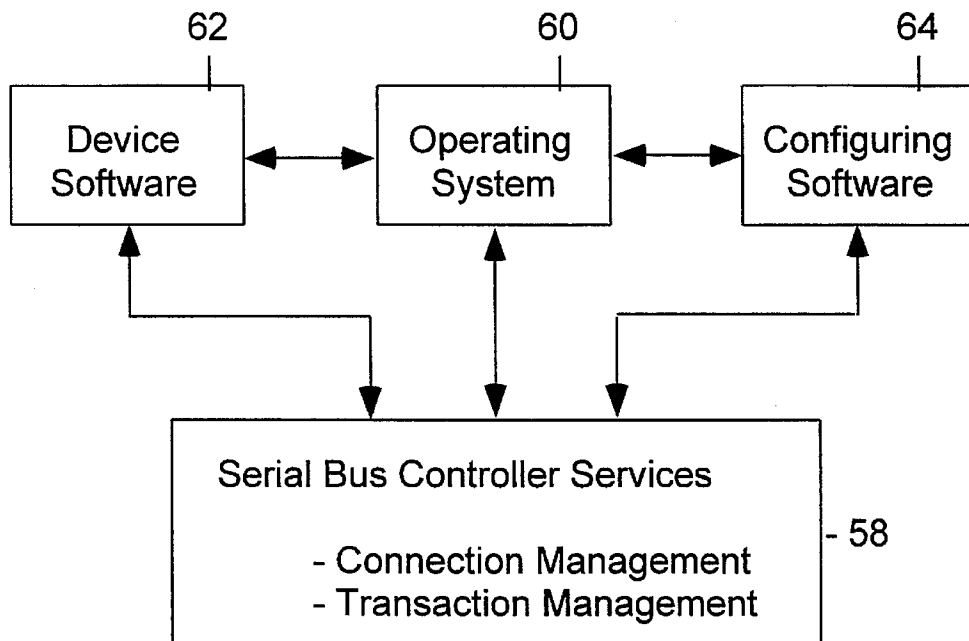 62
60
64
Device
Software
Operating
System
Configuring
Software
Serial Bus Controller Services
- 58
- Connection Management
- Transaction Management